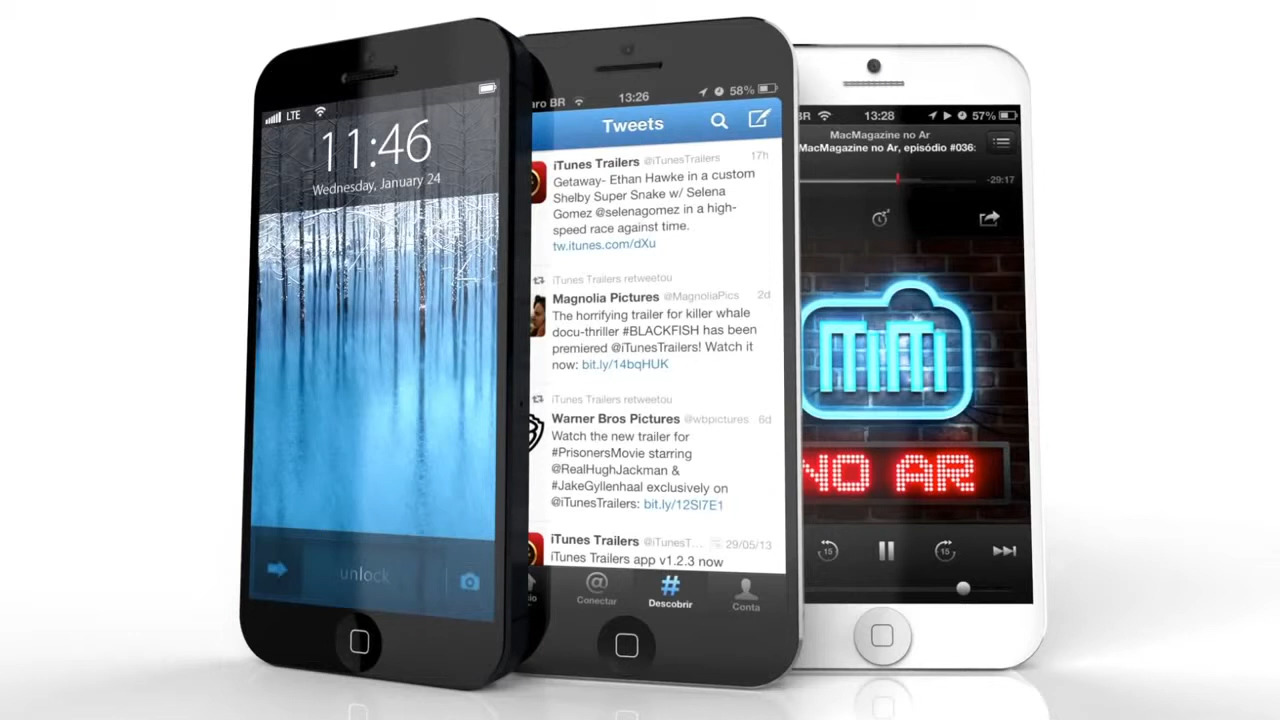 LTE
11:46
Wednesday, January 24
unlock
aro BR 13:26 58%
Tweets
iTunes Trailers @iTunesTrailers 17h
Getaway- Ethan Hawke in a custom
Shelby Super Snake w/ Selena
Gomez @selenagomez in a high-
speed race against time.
tw.itunes.com/dXu
iTunes Trailers retweetou
Magnolia Pictures @MagnoliaPics 2d
The horrifying trailer for killer whale
docu-thriller #BLACKFISH has been
premiered @iTunesTrailers! Watch it
now: bit.ly/14bqHUK
iTunes Trailers retweetou
Warner Bros Pictures @wbpictures 6d
Watch the new trailer for
#PrisonersMovie starring
@RealHughJackman &
#JakeGyllenhaal exclusively on
@iTunesTrailers: bit.ly/12SI7E1
iTunes Trailers @iTunesT... 29/05/13
iTunes Trailers app v1.2.3 now
io Conectar Descobrir Conta
BR 13:28 57%
MacMagazine no Ar
MacMagazine no Ar, episódio #036:
-29:17
MM
NO AR
15 15